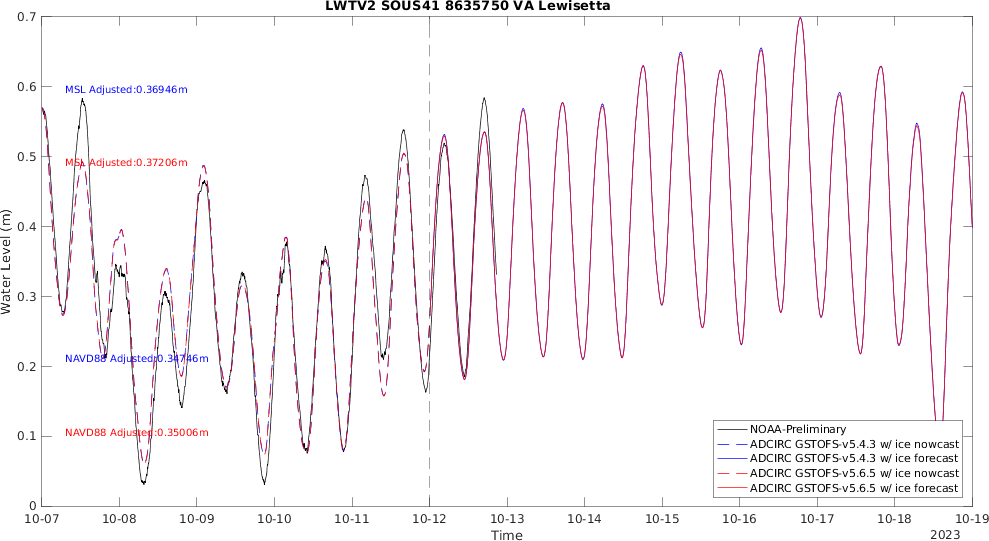 LWTV2 SOUS41 8635750 VA Lewisetta
0.7
0.6
0.5
0.4
0.3
0.2
0.1
0
Water Level (m)
MSL Adjusted:0.36946m
MSL Adjusted:0.37206m
NAVD88 Adjusted:0.34746m
NAVD88 Adjusted:0.35006m
NOAA-Preliminary
ADCIRC GSTOFS-v5.4.3 w/ ice nowcast
ADCIRC GSTOFS-v5.4.3 w/ ice forecast
ADCIRC GSTOFS-v5.6.5 w/ ice nowcast
ADCIRC GSTOFS-v5.6.5 w/ ice forecast
10-07 10-08 10-09 10-10 10-11 10-12 10-13 10-14 10-15 10-16 10-17 10-18 10-19
Time
2023